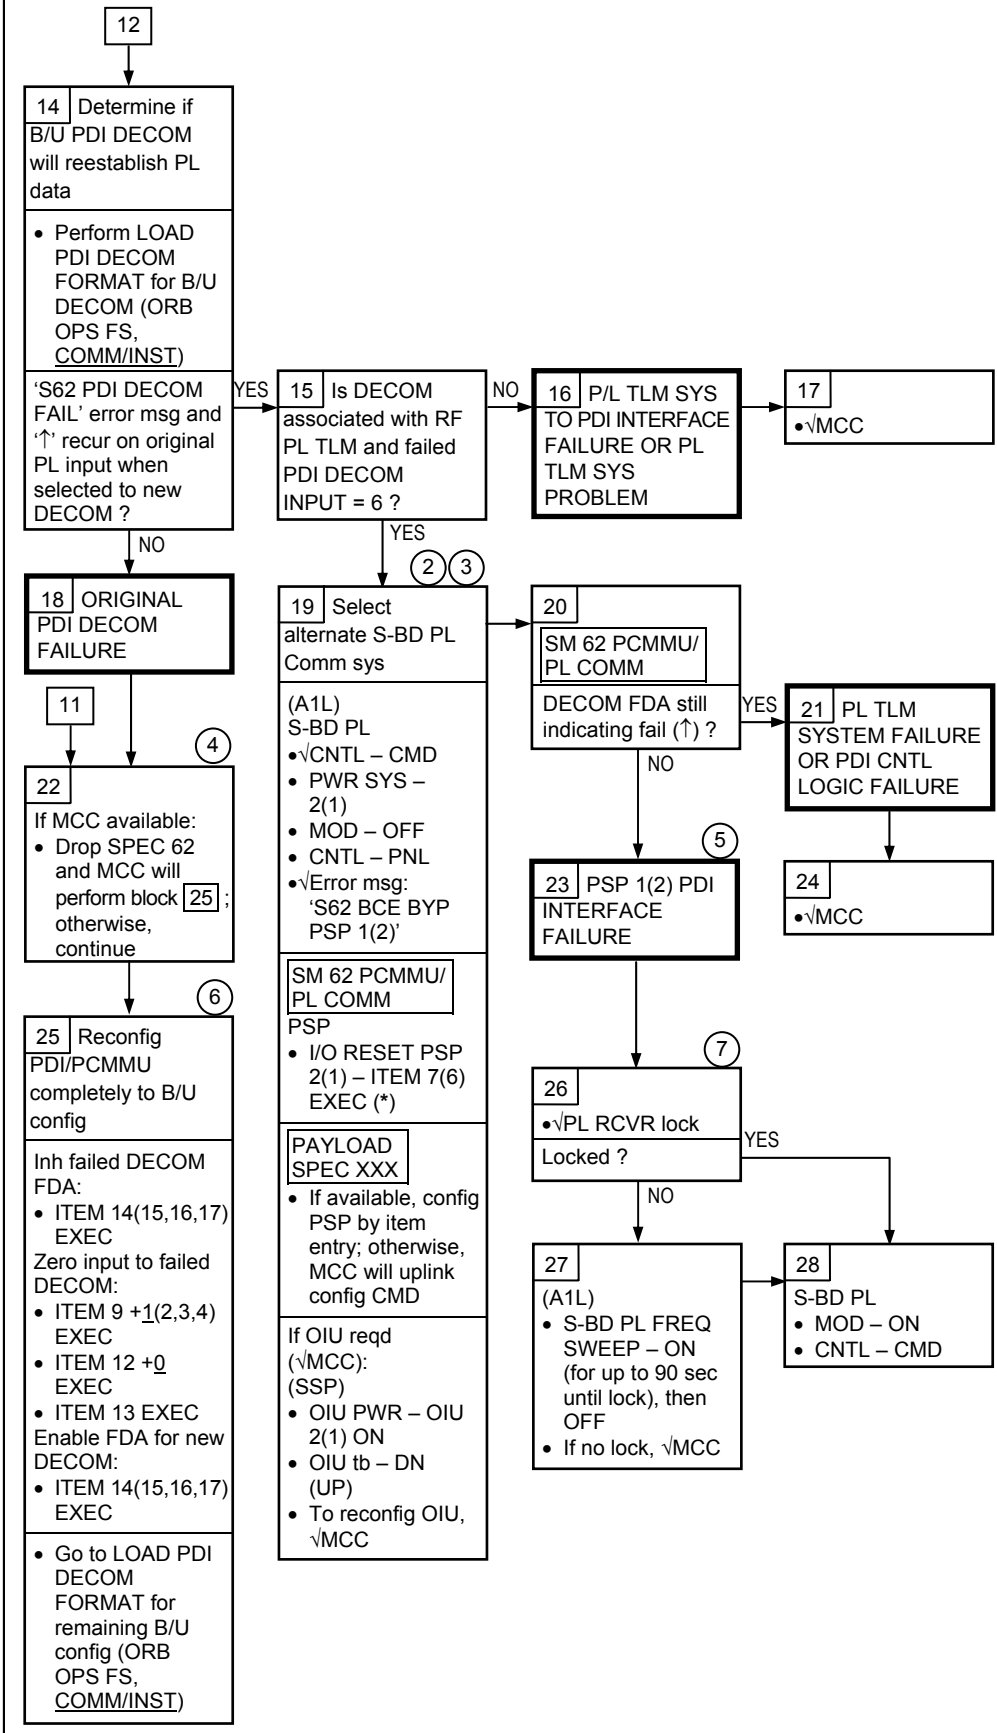 12
14 Determine if
B/U PDI DECOM
will reestablish PL
data
• Perform LOAD
PDI DECOM
FORMAT for B/U
DECOM (ORB
OPS FS,
COMM/INST)
‘S62 PDI DECOM
FAIL’ error msg and
‘↑’ recur on original
PL input when
selected to new
DECOM ?
YES
NO
15 Is DECOM
associated with RF
PL TLM and failed
PDI DECOM
INPUT = 6 ?
NO
YES
16 P/L TLM SYS
TO PDI INTERFACE
FAILURE OR PL
TLM SYS
PROBLEM
17
•√MCC
18 ORIGINAL
PDI DECOM
FAILURE
11
4
22
If MCC available:
• Drop SPEC 62
and MCC will
perform block 25 ;
otherwise,
continue
6
25 Reconfig
PDI/PCMMU
completely to B/U
config
Inh failed DECOM
FDA:
• ITEM 14(15,16,17)
EXEC
Zero input to failed
DECOM:
• ITEM 9 +1(2,3,4)
EXEC
• ITEM 12 +0
EXEC
• ITEM 13 EXEC
Enable FDA for new
DECOM:
• ITEM 14(15,16,17)
EXEC
• Go to LOAD PDI
DECOM
FORMAT for
remaining B/U
config (ORB
OPS FS,
COMM/INST)
2 3
19 Select
alternate S-BD PL
Comm sys
(A1L)
S-BD PL
•√CNTL – CMD
• PWR SYS –
2(1)
• MOD – OFF
• CNTL – PNL
•√Error msg:
‘S62 BCE BYP
PSP 1(2)’
SM 62 PCMMU/
PL COMM
PSP
• I/O RESET PSP
2(1) – ITEM 7(6)
EXEC (*)
PAYLOAD
SPEC XXX
• If available, config
PSP by item
entry; otherwise,
MCC will uplink
config CMD
If OIU reqd
(√MCC):
(SSP)
• OIU PWR – OIU
2(1) ON
• OIU tb – DN
(UP)
• To reconfig OIU,
√MCC
20
SM 62 PCMMU/
PL COMM
DECOM FDA still
indicating fail (↑) ?
YES
NO
21 PL TLM
SYSTEM FAILURE
OR PDI CNTL
LOGIC FAILURE
24
•√MCC
5
23 PSP 1(2) PDI
INTERFACE
FAILURE
7
26
•√PL RCVR lock
Locked ?
YES
NO
27
(A1L)
• S-BD PL FREQ
SWEEP – ON
(for up to 90 sec
until lock), then
OFF
• If no lock, √MCC
28
S-BD PL
• MOD – ON
• CNTL – CMD